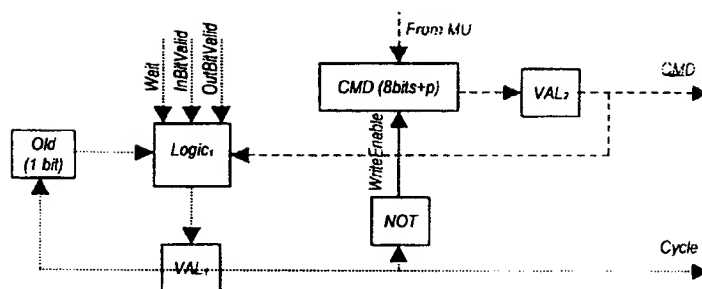 From MU
Wait
InBitValid
OutBitValid
CMD (8bits+p)
VAL₂
CMD
Old
(1 bit)
Logic₁
WriteEnable
NOT
Cycle
VAL₁